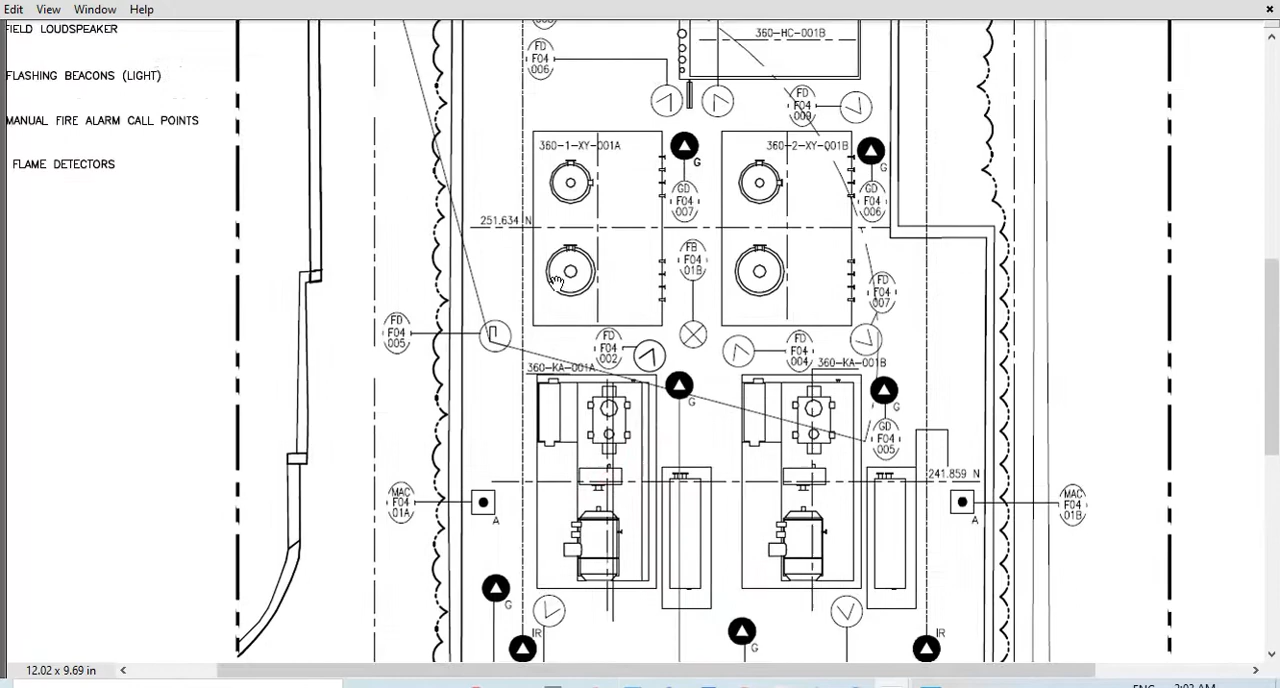 Edit View Window Help
FIELD LOUDSPEAKER
FLASHING BEACONS (LIGHT)
MANUAL FIRE ALARM CALL POINTS
FLAME DETECTORS
360-HC-001B
FD
F04
006
FD
F04
009
360-1-XY-001A
360-2-XY-001B
G
G
GD
F04
007
GD
F04
006
251.634 N
FB
F04
01B
FD
F04
007
FD
F04
005
FD
F04
002
FD
F04
004
360-KA-001A
360-KA-001B
G
G
GD
F04
005
241.859 N
MAC
F04
01A
A
A
MAC
F04
01B
G
IR
G
IR
12.02 x 9.69 in
ENG